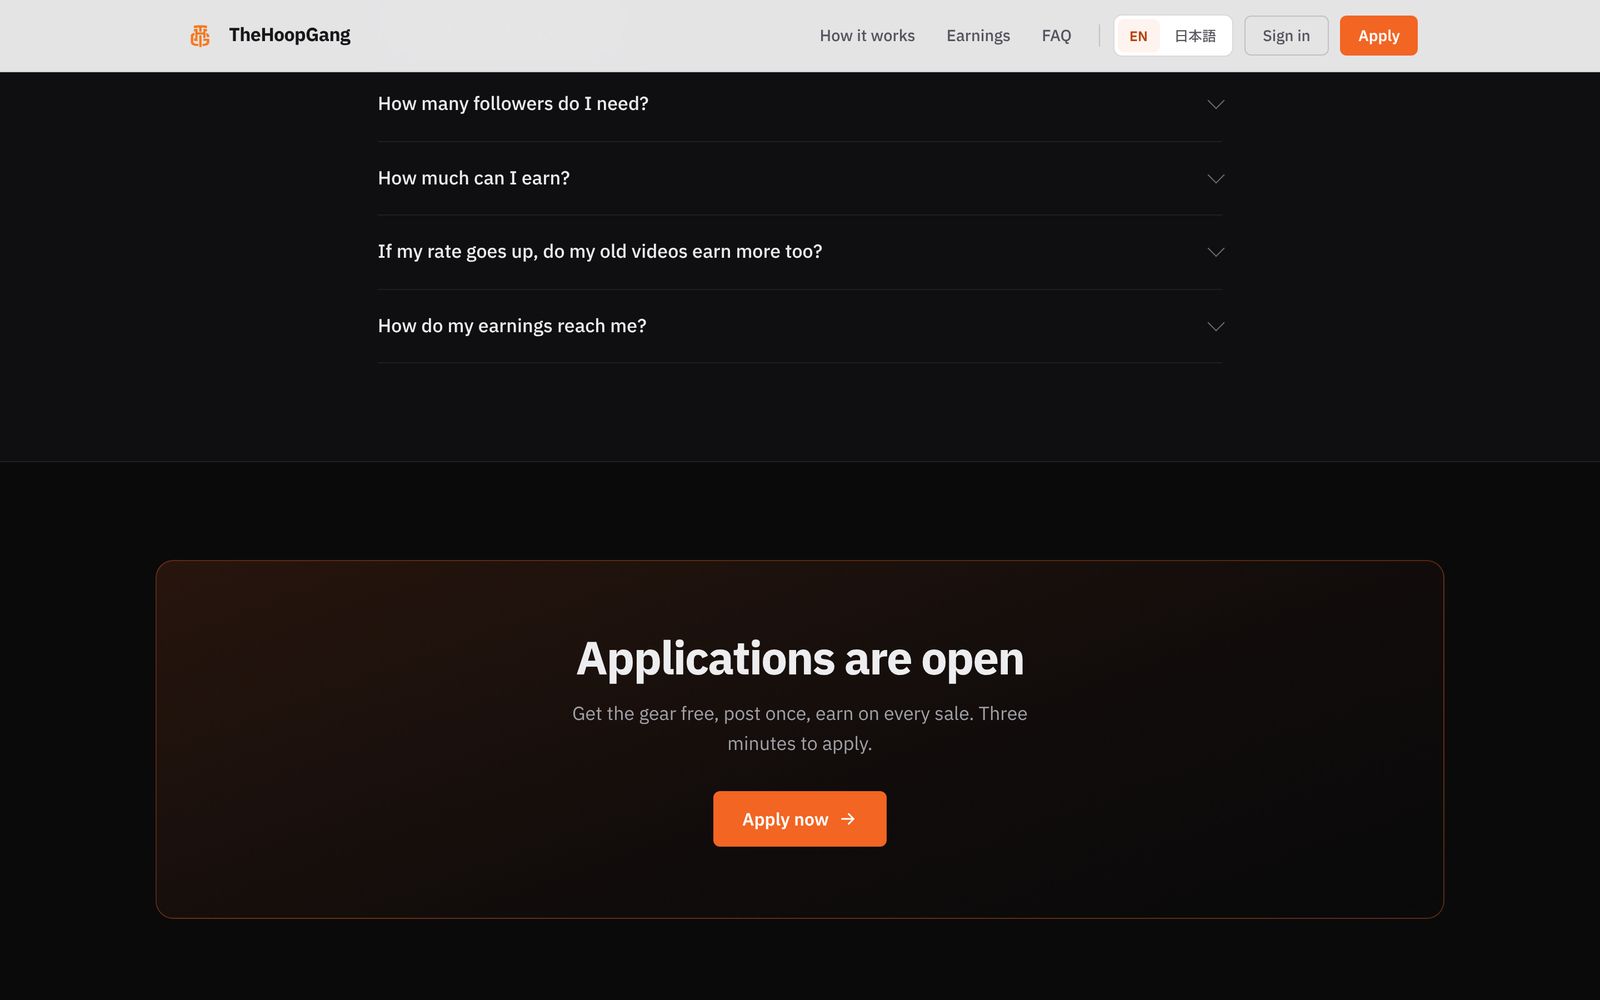 TheHoopGang
How it works
Earnings
FAQ
EN
日本語
Sign in
Apply
How many followers do I need?
How much can I earn?
If my rate goes up, do my old videos earn more too?
How do my earnings reach me?
Applications are open
Get the gear free, post once, earn on every sale. Three
minutes to apply.
Apply now →